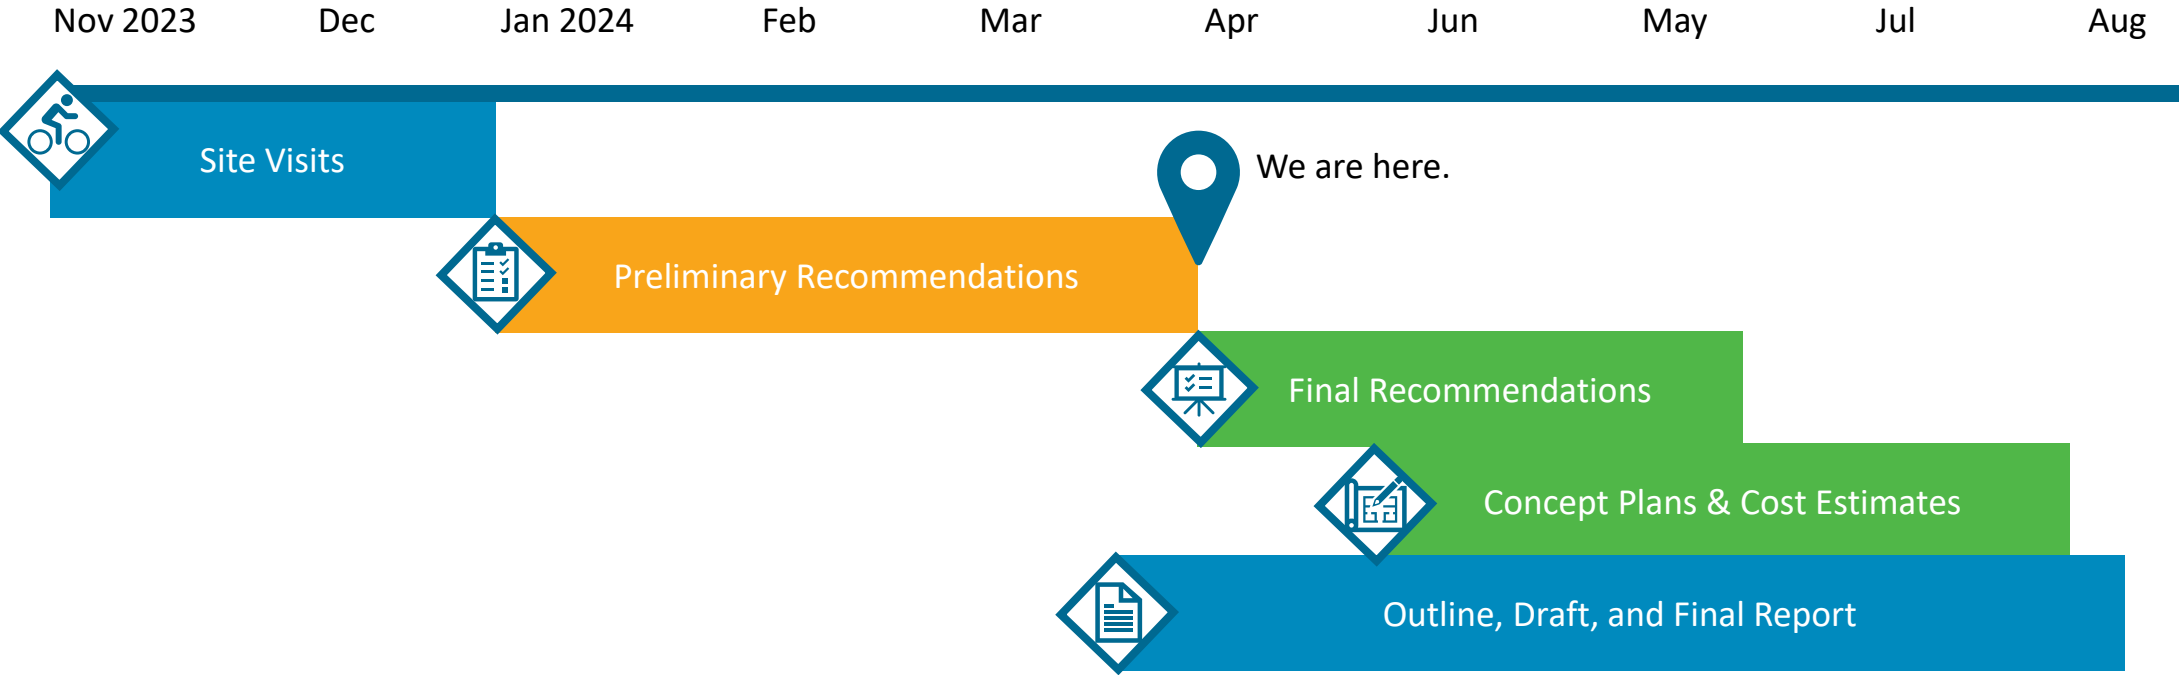 Nov 2023 Dec Jan 2024 Feb Mar Apr Jun May Jul Aug
Site Visits
We are here.
Preliminary Recommendations
Final Recommendations
Concept Plans & Cost Estimates
Outline, Draft, and Final Report